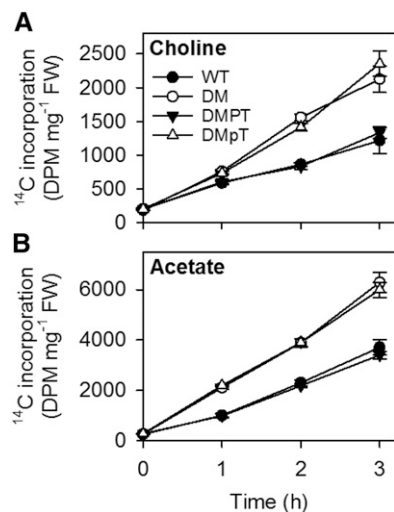 A
Choline
WT
DM
DMPT
DMpT
2500
2000
1500
1000
500
0
¹⁴C incorporation
(DPM mg⁻¹ FW)
B
Acetate
6000
4000
2000
0
¹⁴C incorporation
(DPM mg⁻¹ FW)
0 1 2 3
Time (h)